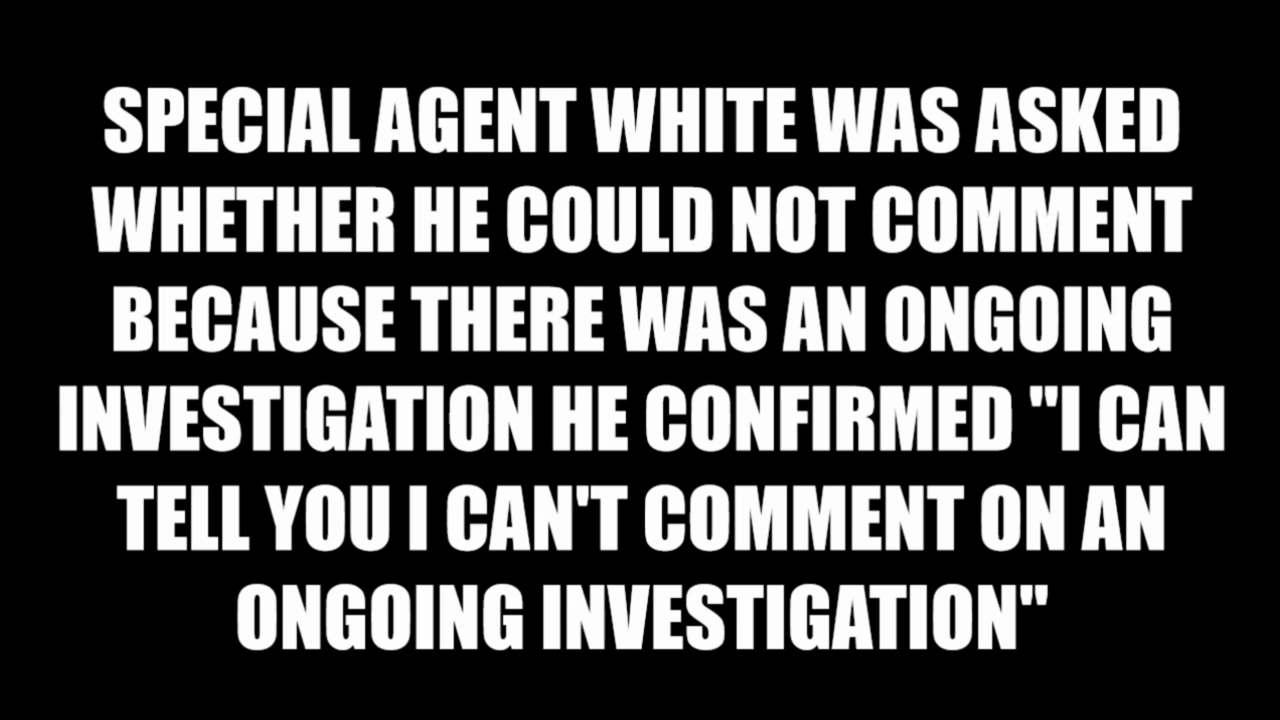 SPECIAL AGENT WHITE WAS ASKED
WHETHER HE COULD NOT COMMENT
BECAUSE THERE WAS AN ONGOING
INVESTIGATION HE CONFIRMED "I CAN
TELL YOU I CAN'T COMMENT ON AN
ONGOING INVESTIGATION"